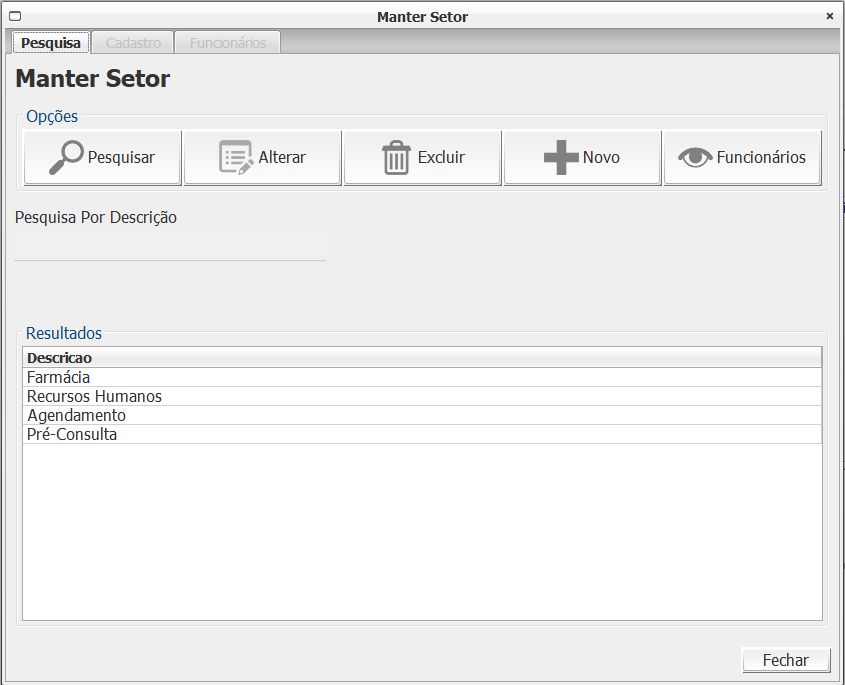 Manter Setor
Pesquisa Cadastro Funcionários
Manter Setor
Opções
Pesquisar Alterar Excluir Novo Funcionários
Pesquisa Por Descrição
Resultados
Descricao
Farmácia
Recursos Humanos
Agendamento
Pré-Consulta
Fechar